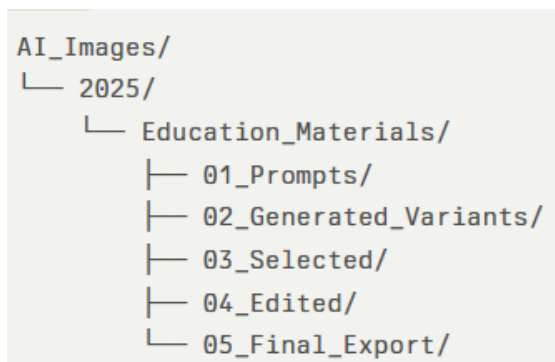 AI_Images/
└── 2025/
    └── Education_Materials/
        ├── 01_Prompts/
        ├── 02_Generated_Variants/
        ├── 03_Selected/
        ├── 04_Edited/
        └── 05_Final_Export/